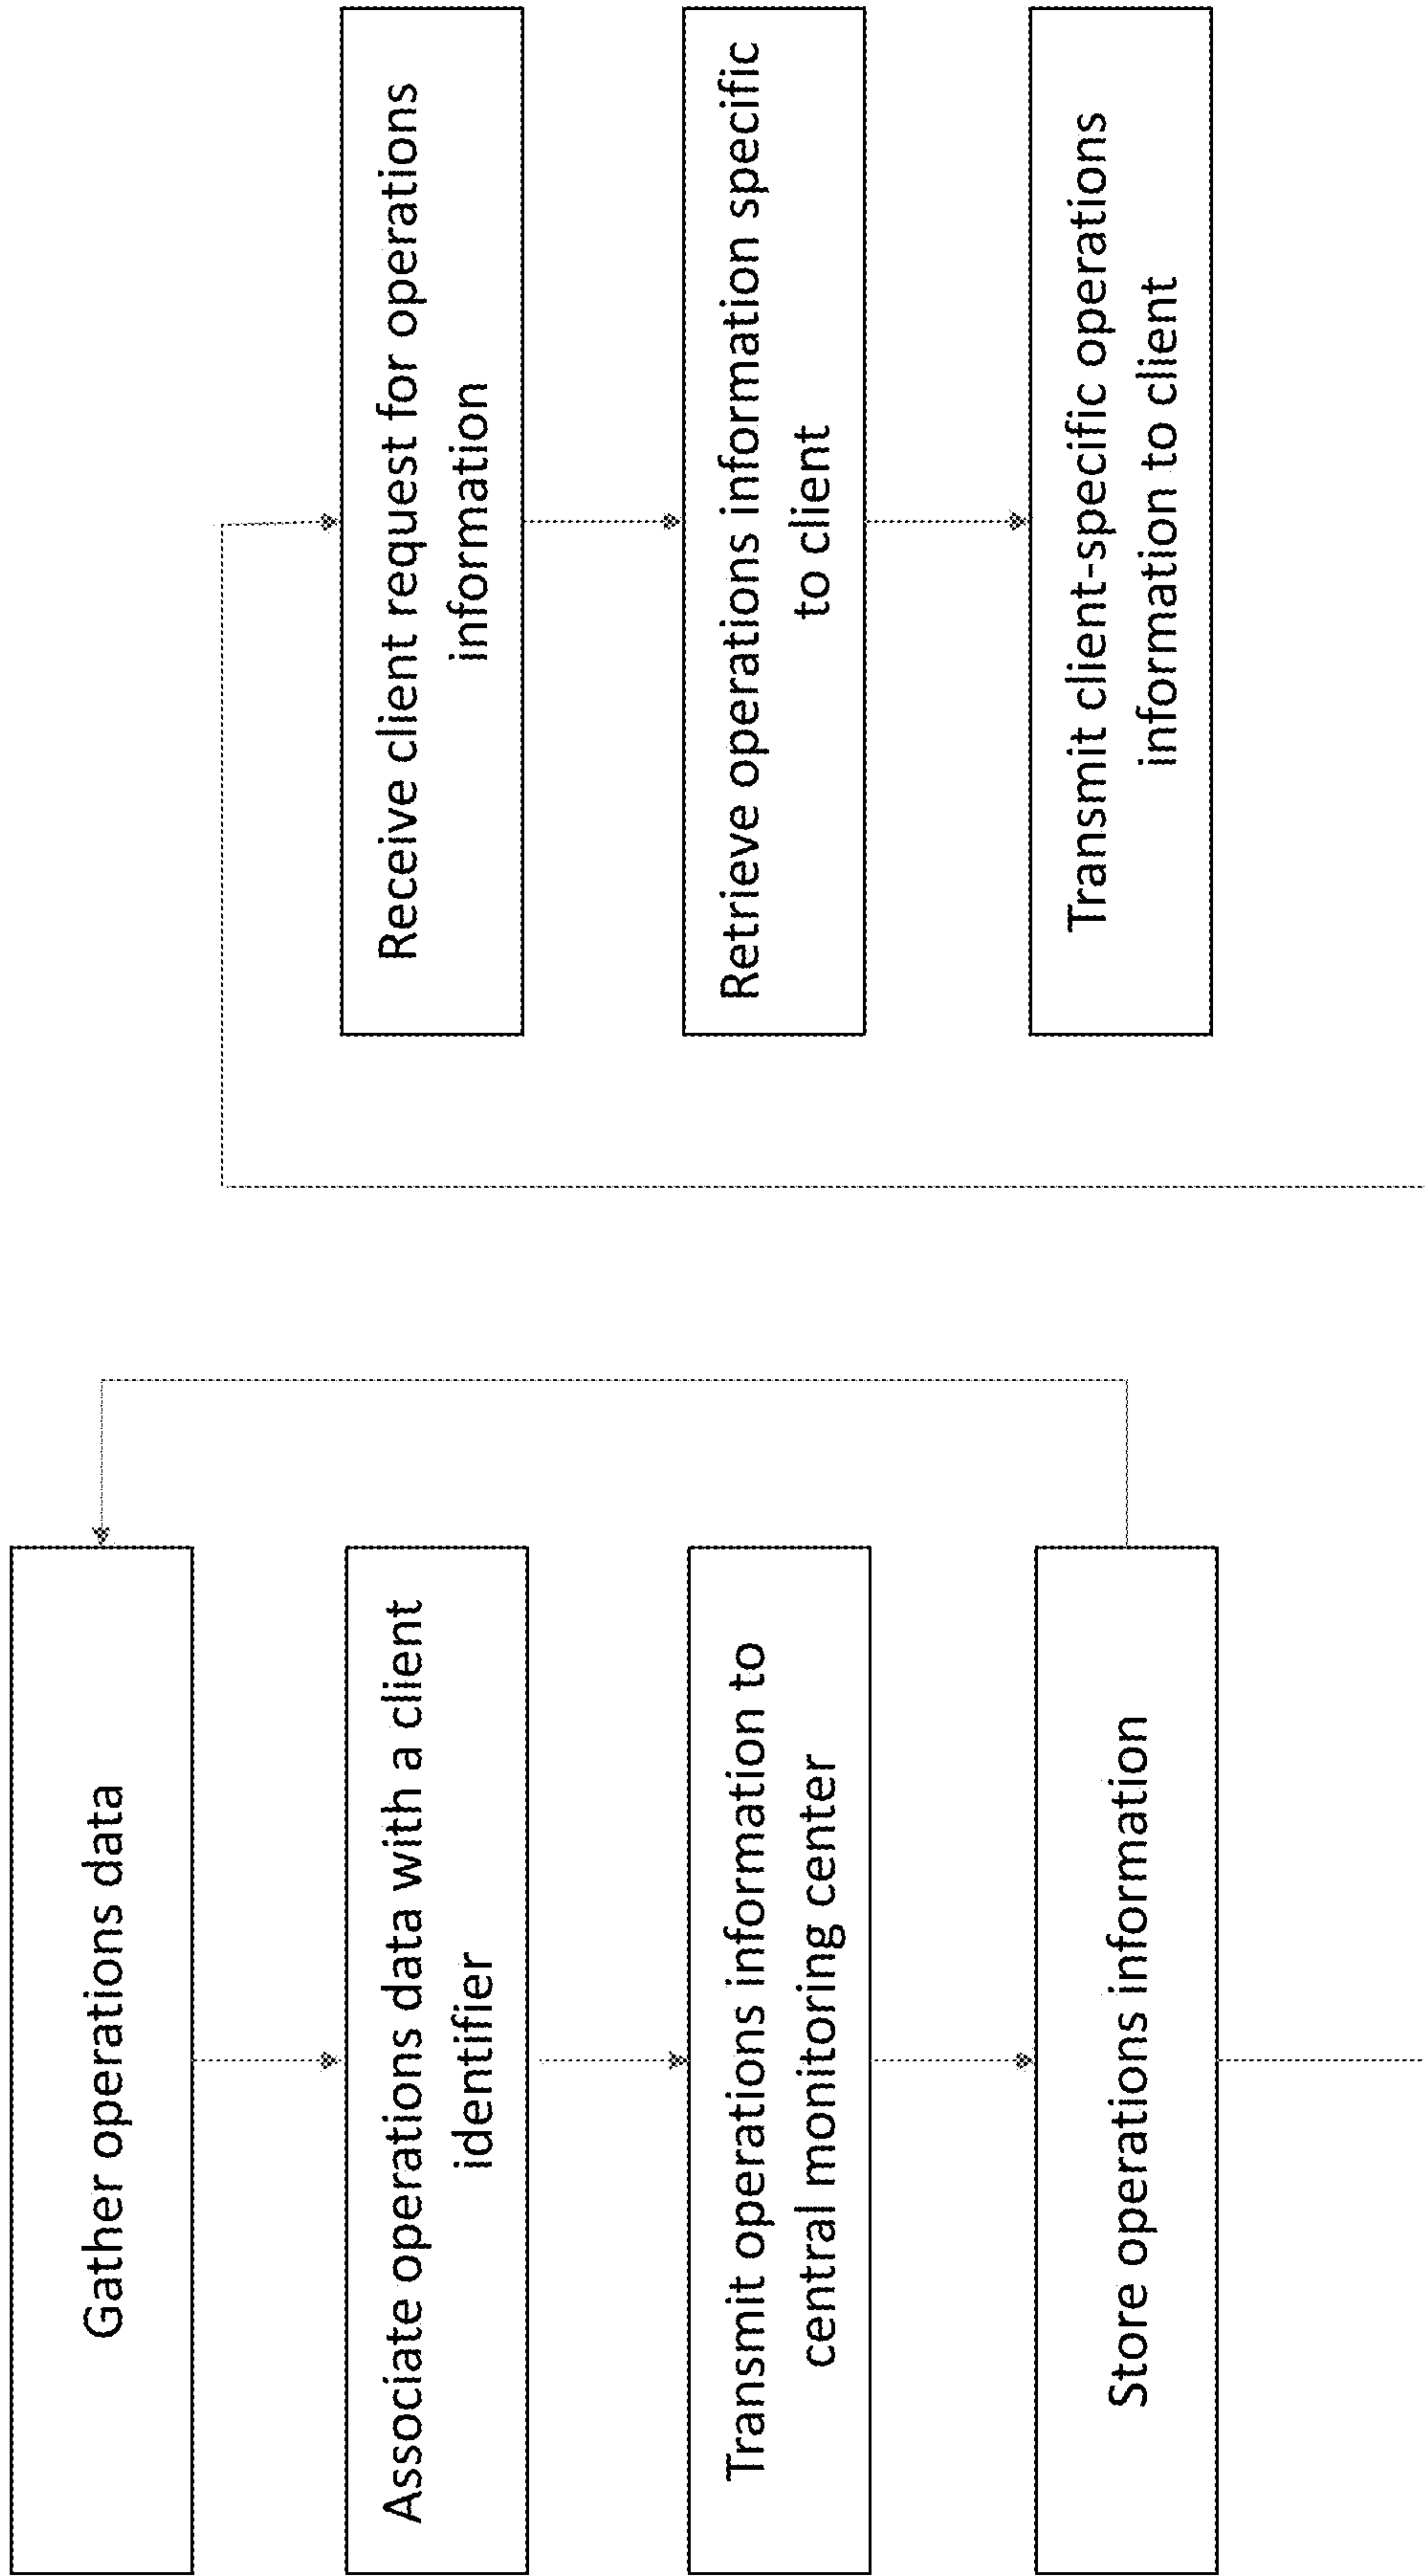 Gather operations data
Associate operations data with a client
identifier
Transmit operations information to
central monitoring center
Store operations information
Receive client request for operations
information
Retrieve operations information specific
to client
Transmit client-specific operations
information to client